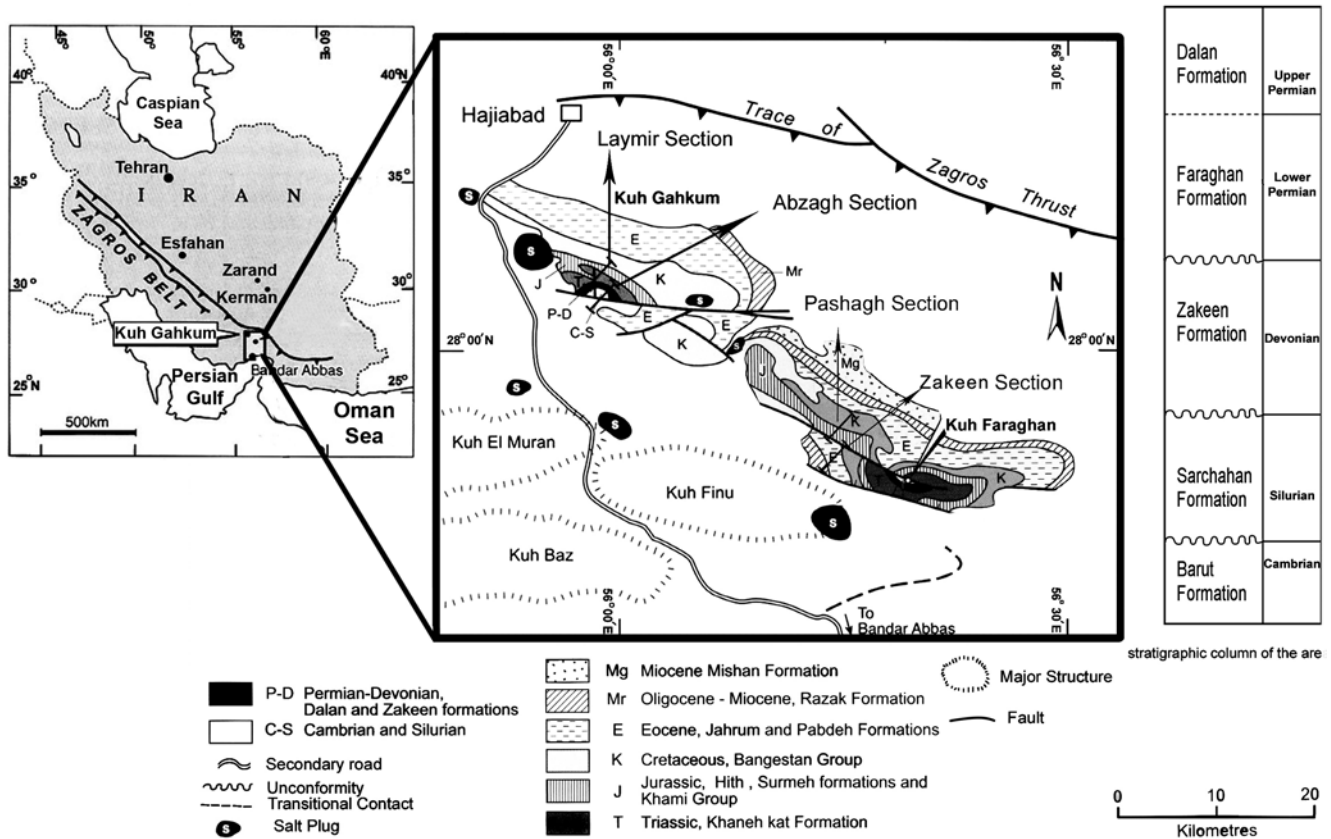 45°
50°
55°
60°
40°N
40°
Caspian
Sea
Tehran
I R A N
35°
35°
ZAGROS BELT
Esfahan
Zarand
Kerman
30°
30°N
Kuh Gahkum
Bandar Abbas
Persian
Gulf
25°N
25°
Oman
Sea
500km
56°00′E
56°30′E
Hajiabad
Trace of
Zagros
Thrust
Laymir Section
Kuh Gahkum
Abzagh Section
S
E
S
K
Mr
J
T
P-D
C-S
S
E
E
K
S
N
Pashagh Section
28°00′N
28°00′N
Mg
J
Zakeen Section
S
K
E
Kuh Faraghan
S
E
T
K
Kuh El Muran
Kuh Finu
S
Kuh Baz
56°00′E
To
Bandar Abbas
56°30′E
Dalan
Formation
Upper
Permian
Faraghan
Formation
Lower
Permian
Zakeen
Formation
Devonian
Sarchahan
Formation
Silurian
Barut
Formation
Cambrian
stratigraphic column of the are
P-D Permian-Devonian,
Dalan and Zakeen formations
C-S Cambrian and Silurian
Secondary road
Unconformity
Transitional Contact
S Salt Plug
Mg Miocene Mishan Formation
Mr Oligocene - Miocene, Razak Formation
E Eocene, Jahrum and Pabdeh Formations
K Cretaceous, Bangestan Group
J Jurassic, Hith , Surmeh formations and
Khami Group
T Triassic, Khaneh kat Formation
Major Structure
Fault
0 10 20
Kilometres